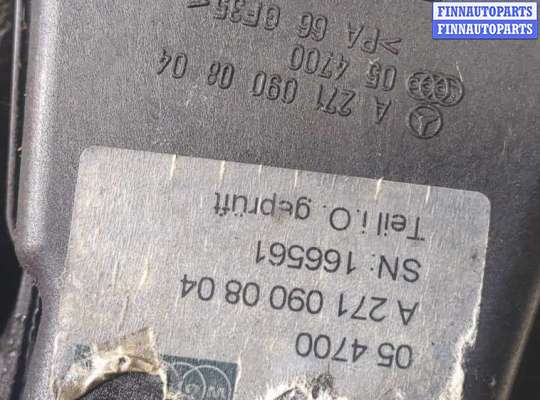 FINNAUTOPARTS
FINNAUTOPARTS
A 271 090 08 04
05 4700
>PA 66 GF35<
05 4700
A 271 090 08 04
SN: 166561
Teil i.O. geprüft